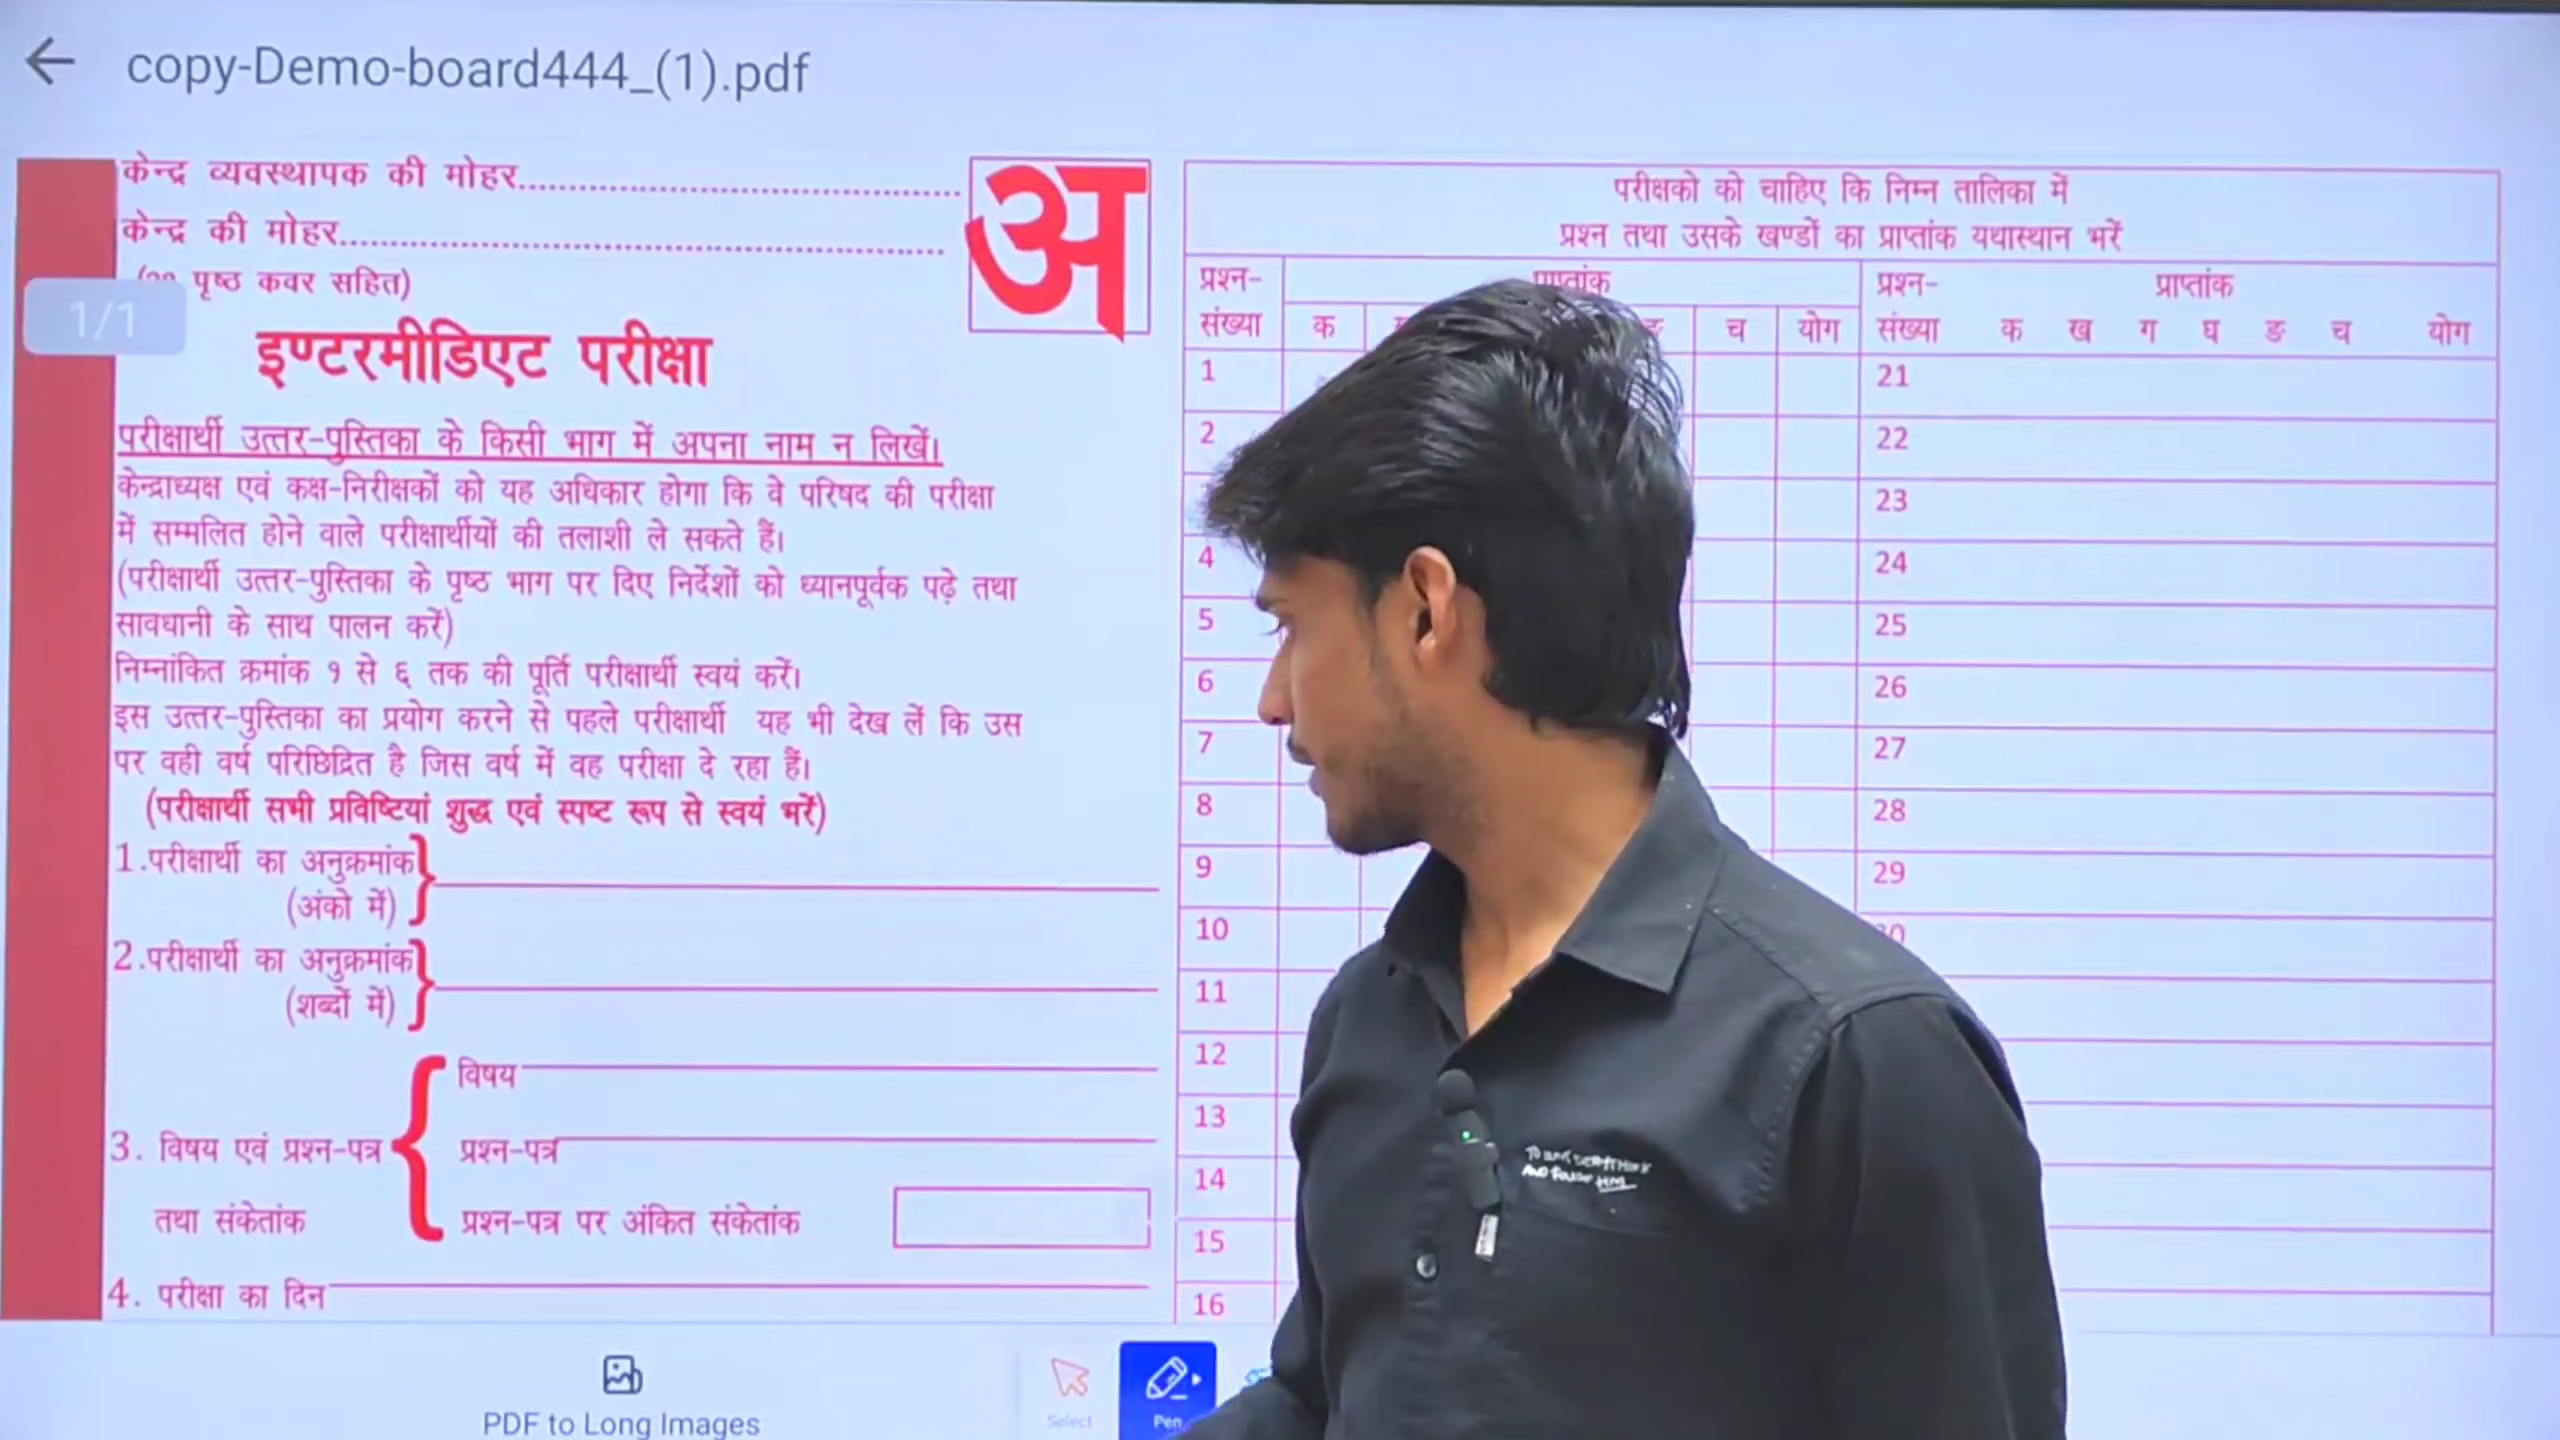 copy-Demo-board444_(1).pdf
केन्द्र व्यवस्थापक की मोहर
केन्द्र की मोहर
पृष्ठ कवर सहित)
1/1
अ
इण्टरमीडिएट परीक्षा
परीक्षार्थी उत्तर-पुस्तिका के किसी भाग में अपना नाम न लिखें।
केन्द्राध्यक्ष एवं कक्ष-निरीक्षकों को यह अधिकार होगा कि वे परिषद की परीक्षा
में सम्मलित होने वाले परीक्षार्थीयों की तलाशी ले सकते हैं।
(परीक्षार्थी उत्तर-पुस्तिका के पृष्ठ भाग पर दिए निर्देशों को ध्यानपूर्वक पढ़े तथा
सावधानी के साथ पालन करें)
निम्नांकित क्रमांक १ से ६ तक की पूर्ति परीक्षार्थी स्वयं करें।
इस उत्तर-पुस्तिका का प्रयोग करने से पहले परीक्षार्थी यह भी देख लें कि उस
पर वही वर्ष परिछिद्रित है जिस वर्ष में वह परीक्षा दे रहा हैं।
(परीक्षार्थी सभी प्रविष्टियां शुद्ध एवं स्पष्ट रूप से स्वयं भरें)
1.परीक्षार्थी का अनुक्रमांक
(अंको में)
2.परीक्षार्थी का अनुक्रमांक
(शब्दों में)
विषय
3. विषय एवं प्रश्न-पत्र प्रश्न-पत्र
तथा संकेतांक प्रश्न-पत्र पर अंकित संकेतांक
4. परीक्षा का दिन
परीक्षको को चाहिए कि निम्न तालिका में
प्रश्न तथा उसके खण्डों का प्राप्तांक यथास्थान भरें
प्रश्न- प्राप्तांक प्रश्न- प्राप्तांक
संख्या क च योग संख्या क ख ग घ ङ च योग
1 21
2 22
23
4 24
5 25
6 26
7 27
8 28
9 29
10
11
12
13
14
15
16
PDF to Long Images
Select
Pen